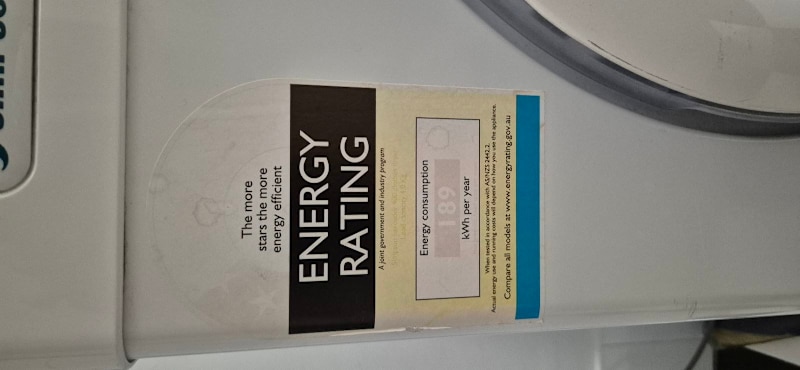 The more
stars the more
energy efficient
ENERGY
RATING
A joint government and industry program
Energy consumption
189
kWh per year
When tested in accordance with AS/NZS 2442.2.
Actual energy use and running costs will depend on how you use the appliance.
Compare all models at www.energyrating.gov.au